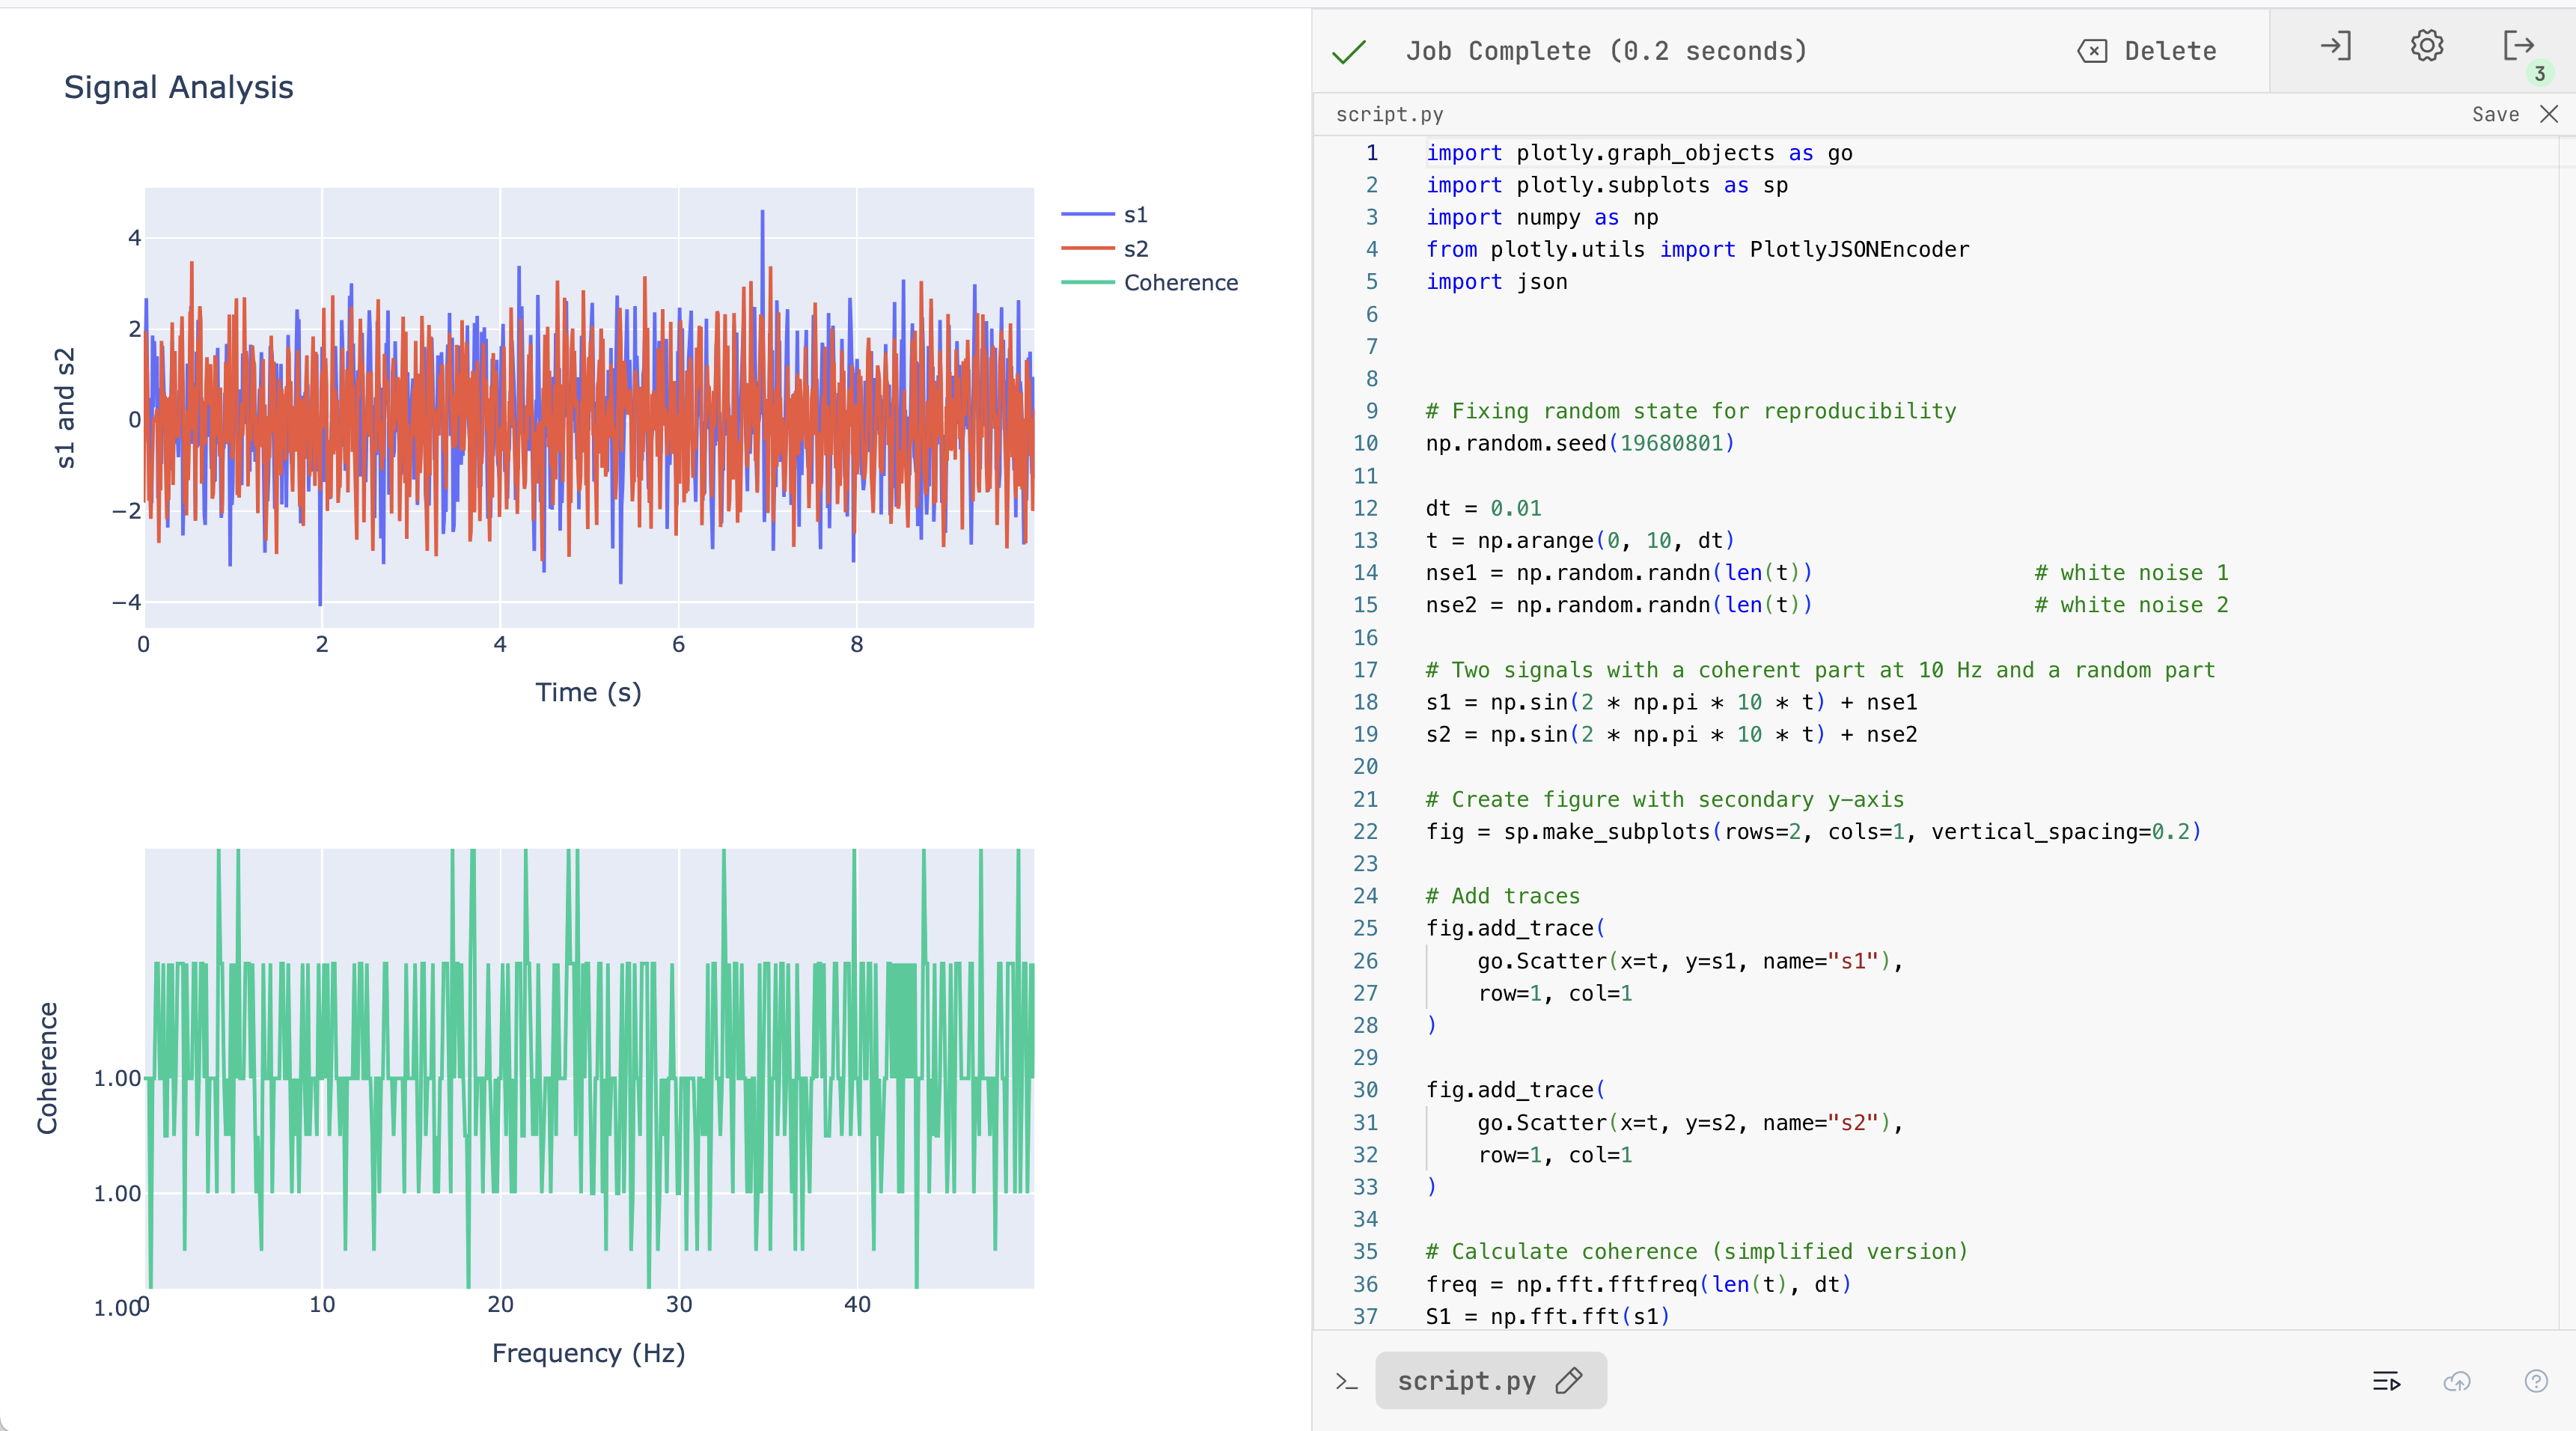 Signal Analysis
4
2
0
−2
−4
s1 and s2
0 2 4 6 8
Time (s)
s1
s2
Coherence
1.00
1.00
1.00
Coherence
0 10 20 30 40
Frequency (Hz)
Job Complete (0.2 seconds)
Delete
3
script.py
Save
1 import plotly.graph_objects as go
2 import plotly.subplots as sp
3 import numpy as np
4 from plotly.utils import PlotlyJSONEncoder
5 import json
6
7
8
9 # Fixing random state for reproducibility
10 np.random.seed(19680801)
11
12 dt = 0.01
13 t = np.arange(0, 10, dt)
14 nse1 = np.random.randn(len(t)) # white noise 1
15 nse2 = np.random.randn(len(t)) # white noise 2
16
17 # Two signals with a coherent part at 10 Hz and a random part
18 s1 = np.sin(2 * np.pi * 10 * t) + nse1
19 s2 = np.sin(2 * np.pi * 10 * t) + nse2
20
21 # Create figure with secondary y-axis
22 fig = sp.make_subplots(rows=2, cols=1, vertical_spacing=0.2)
23
24 # Add traces
25 fig.add_trace(
26 go.Scatter(x=t, y=s1, name="s1"),
27 row=1, col=1
28 )
29
30 fig.add_trace(
31 go.Scatter(x=t, y=s2, name="s2"),
32 row=1, col=1
33 )
34
35 # Calculate coherence (simplified version)
36 freq = np.fft.fftfreq(len(t), dt)
37 S1 = np.fft.fft(s1)
script.py